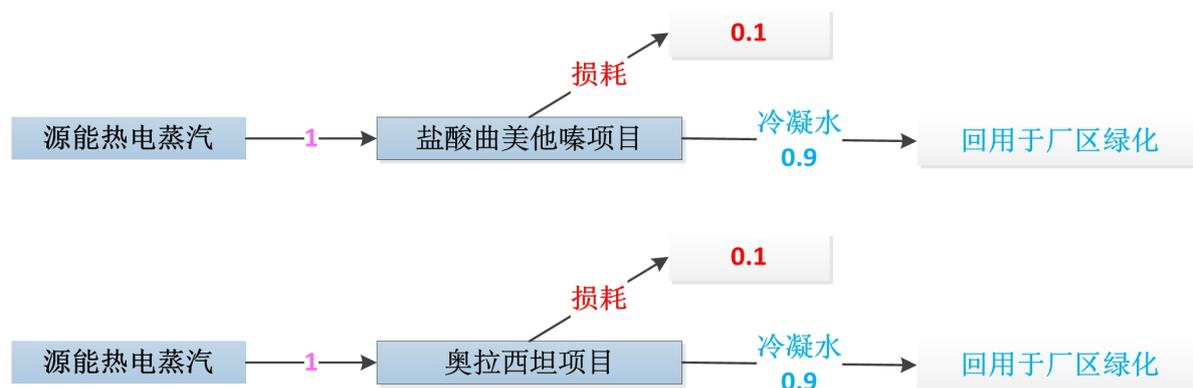 0.1
损耗
源能热电蒸汽 1 盐酸曲美他嗪项目 冷凝水 0.9 回用于厂区绿化
0.1
损耗
源能热电蒸汽 1 奥拉西坦项目 冷凝水 0.9 回用于厂区绿化